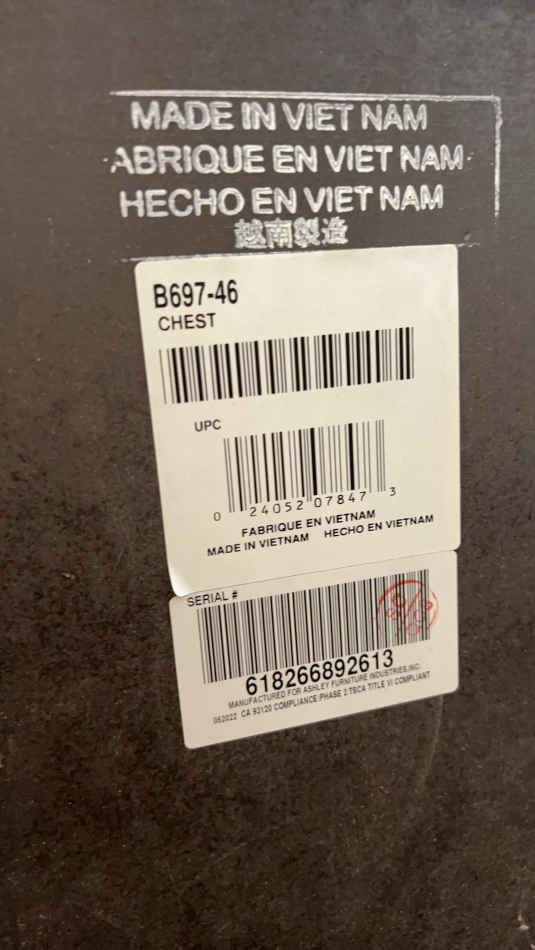 MADE IN VIET NAM
ABRIQUE EN VIET NAM
HECHO EN VIET NAM
越南製造
B697-46
CHEST
UPC
0 24052 07847 3
FABRIQUE EN VIETNAM
MADE IN VIETNAM HECHO EN VIETNAM
SERIAL #
618266892613
MANUFACTURED FOR ASHLEY FURNITURE INDUSTRIES,INC.
062022 CA 93120 COMPLIANCE/PHASE 2 TSCA TITLE VI COMPLIANT